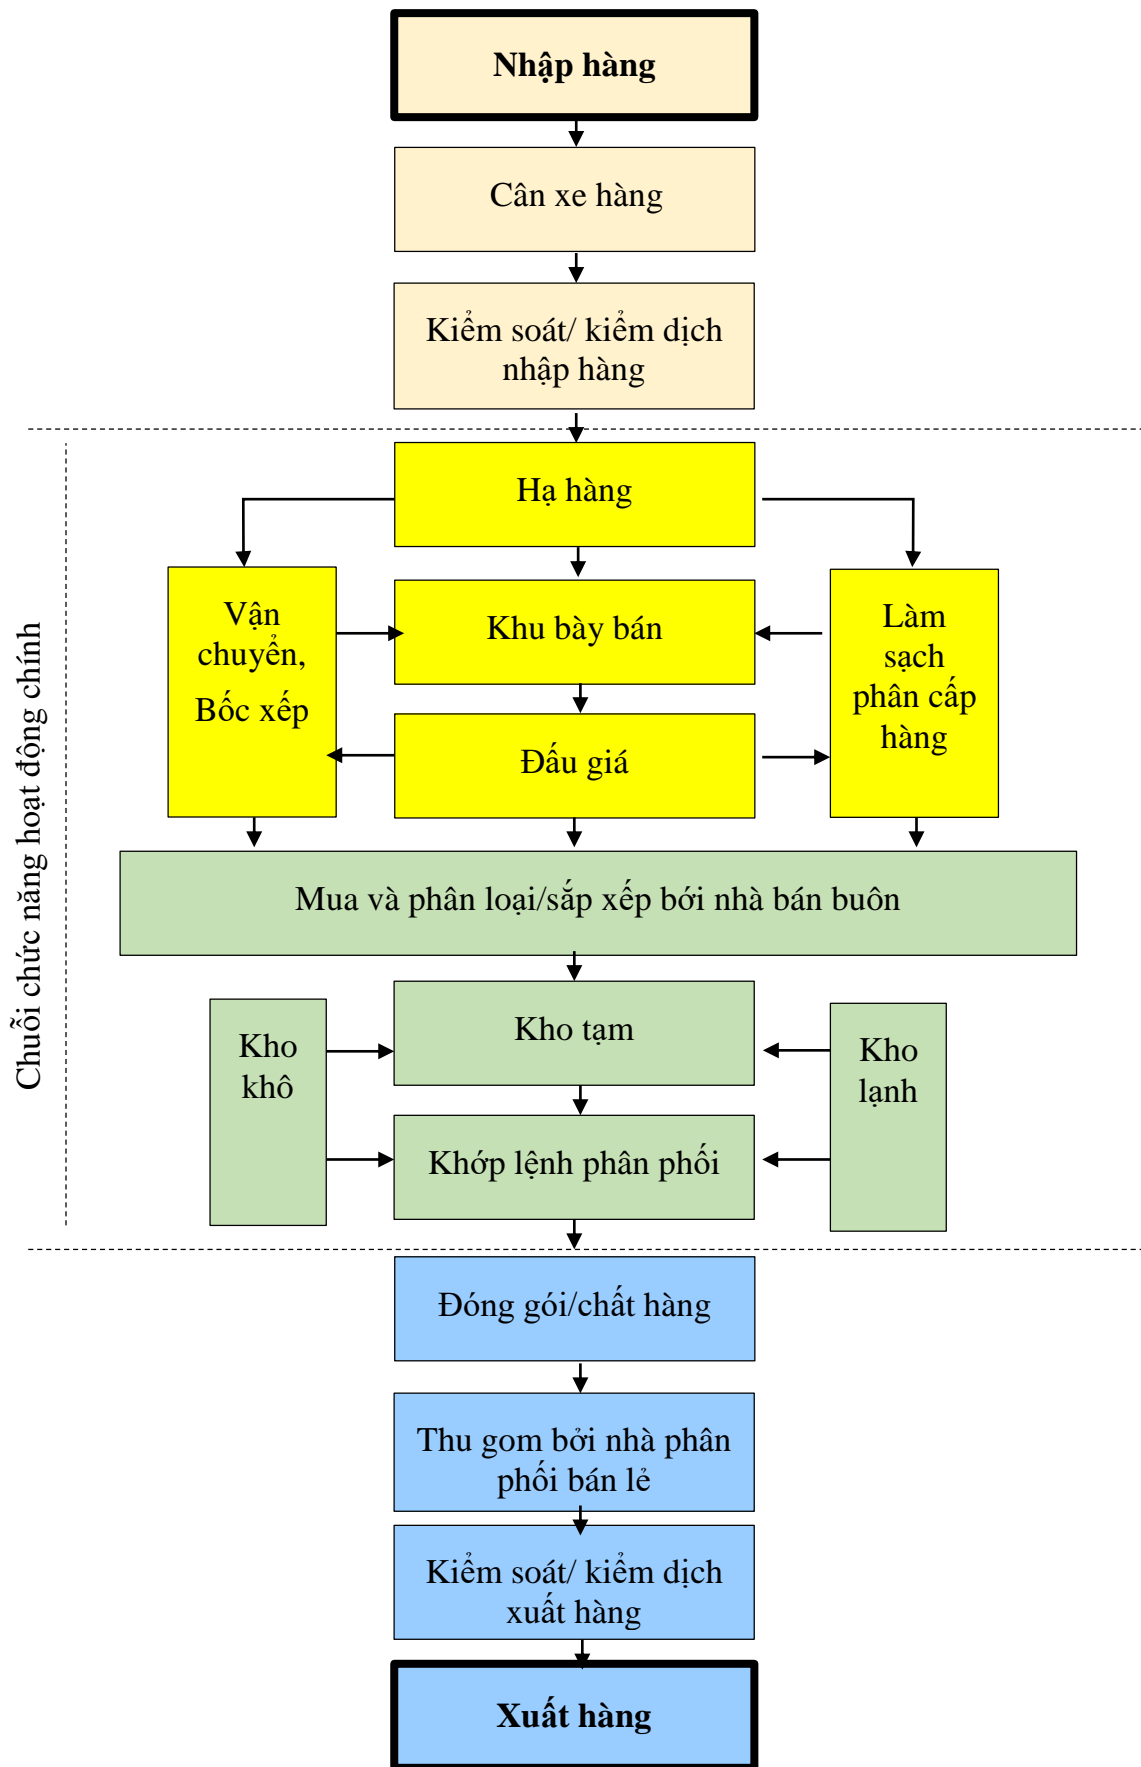 Nhập hàng
Cân xe hàng
Kiểm soát/ kiểm dịch
nhập hàng
Chuỗi chức năng hoạt động chính
Hạ hàng
Vận
chuyển,
Bốc xếp
Khu bày bán
Làm
sạch
phân cấp
hàng
Đấu giá
Mua và phân loại/sắp xếp bởi nhà bán buôn
Kho
khô
Kho tạm
Kho
lạnh
Khớp lệnh phân phối
Đóng gói/chất hàng
Thu gom bởi nhà phân
phối bán lẻ
Kiểm soát/ kiểm dịch
xuất hàng
Xuất hàng